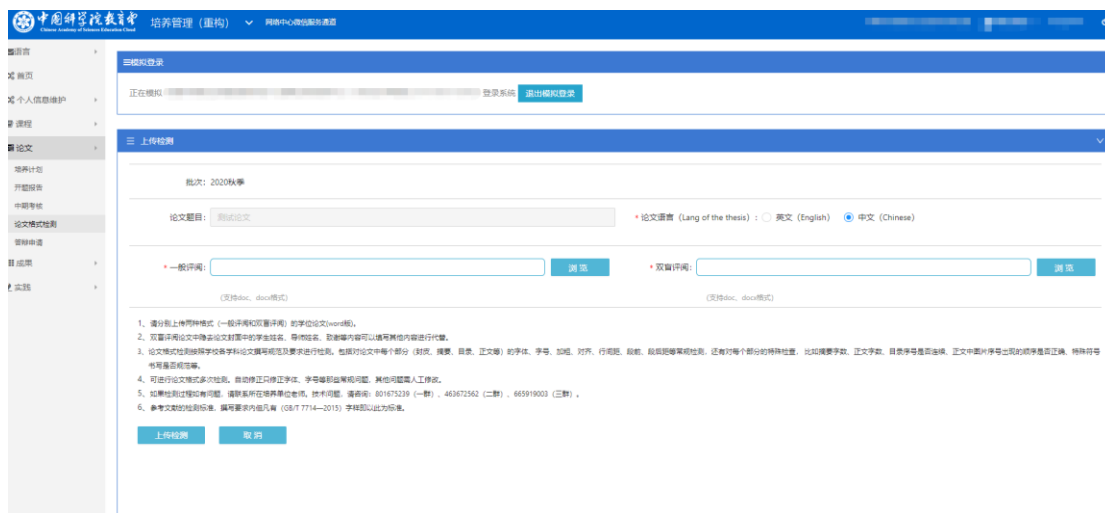 中国科学院教育云
Chinese Academy of Sciences Education Cloud
培养管理（重构）
网络中心微信服务通道
语言
首页
个人信息维护
课程
论文
培养计划
开题报告
中期考核
论文格式检测
答辩申请
成果
实践
模拟登录
正在模拟
登录系统
退出模拟登录
上传检测
批次：2020秋季
论文题目：
测试论文
* 论文语言（Lang of the thesis）：
英文（English）
中文（Chinese）
* 一般评阅：
浏览
* 双盲评阅：
浏览
（支持doc、docx格式）
（支持doc、docx格式）
1、请分别上传两种格式（一般评阅和双盲评阅）的学位论文(word版)。
2、双盲评阅论文中隐去论文封面中的学生姓名、导师姓名、致谢等内容可以填写其他内容进行代替。
3、论文格式检测按照学校各学科论文撰写规范及要求进行检测。包括对论文中每个部分（封皮、摘要、目录、正文等）的字体、字号、加粗、对齐、行间距、段前、段后距等常规检测，还有对每个部分的特殊检查，比如摘要字数、正文字数、目录序号是否连续、正文中图片序号出现的顺序是否正确、特殊符号
书写是否规范等。
4、可进行论文格式多次检测。自动修正只修正字体、字号等那些常规问题，其他问题需人工修改。
5、如果检测过程如有问题，请联系所在培养单位老师。技术问题，请咨询：801675239（一群）、463672562（二群）、665919003（三群）。
6、参考文献的检测标准，撰写要求内但凡有（GB/T 7714—2015）字样即以此为标准。
上传检测
取消